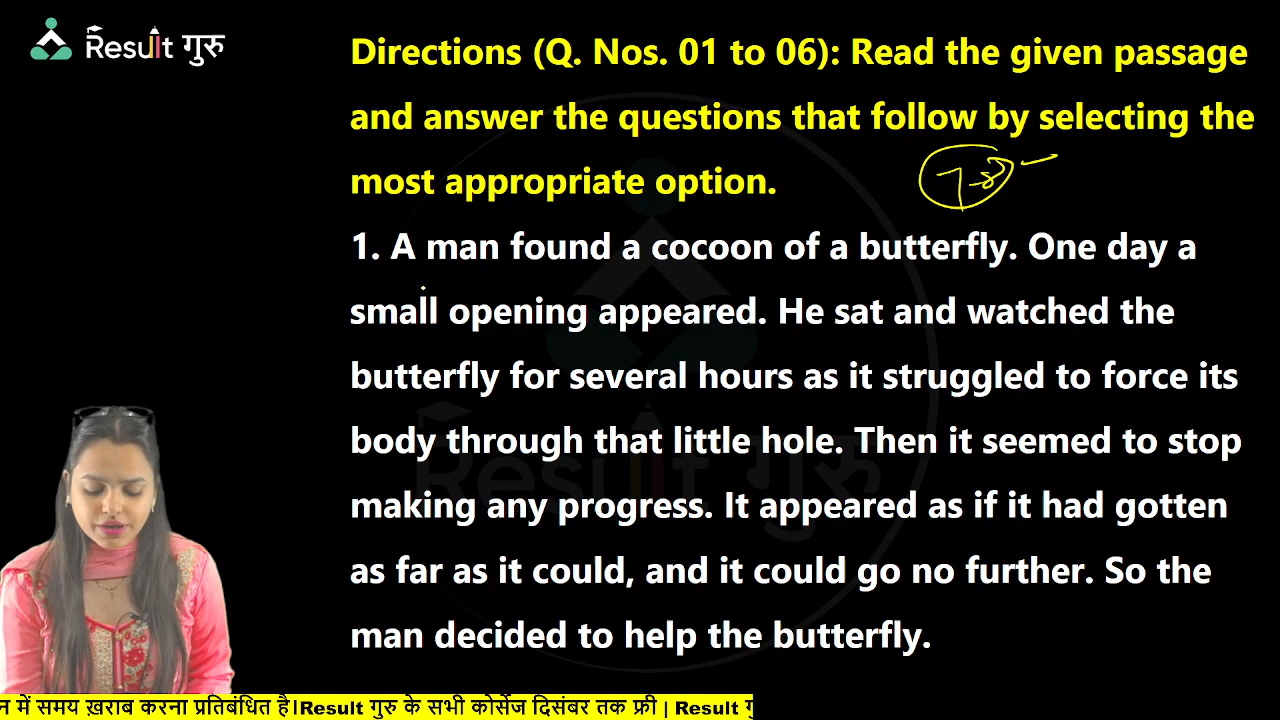 Result गुरु
Directions (Q. Nos. 01 to 06): Read the given passage
and answer the questions that follow by selecting the
most appropriate option.
1. A man found a cocoon of a butterfly. One day a
small opening appeared. He sat and watched the
butterfly for several hours as it struggled to force its
body through that little hole. Then it seemed to stop
making any progress. It appeared as if it had gotten
as far as it could, and it could go no further. So the
man decided to help the butterfly.
में समय ख़राब करना प्रतिबंधित है।Result गुरु के सभी कोर्सेज दिसंबर तक फ्री | Result